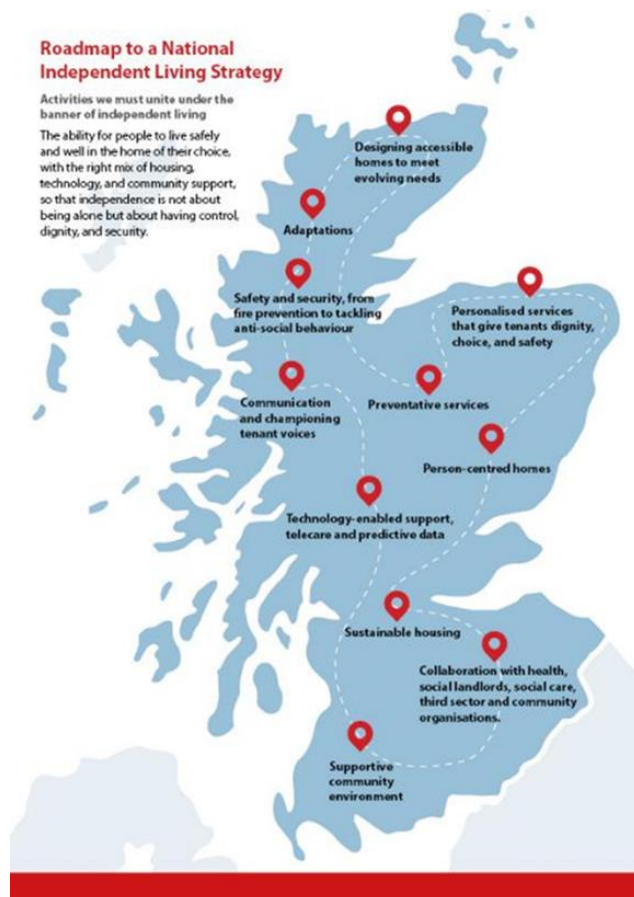 Roadmap to a National
Independent Living Strategy
Activities we must unite under the
banner of independent living
The ability for people to live safely
and well in the home of their choice,
with the right mix of housing,
technology, and community support,
so that independence is not about
being alone but about having control,
dignity, and security.
Designing accessible
homes to meet
evolving needs
Adaptations
Safety and security, from
fire prevention to tackling
anti-social behaviour
Personalised services
that give tenants dignity,
choice, and safety
Communication
and championing
tenant voices
Preventative services
Person-centred homes
Technology-enabled support,
telecare and predictive data
Sustainable housing
Collaboration with health,
social landlords, social care,
third sector and community
organisations.
Supportive
community
environment